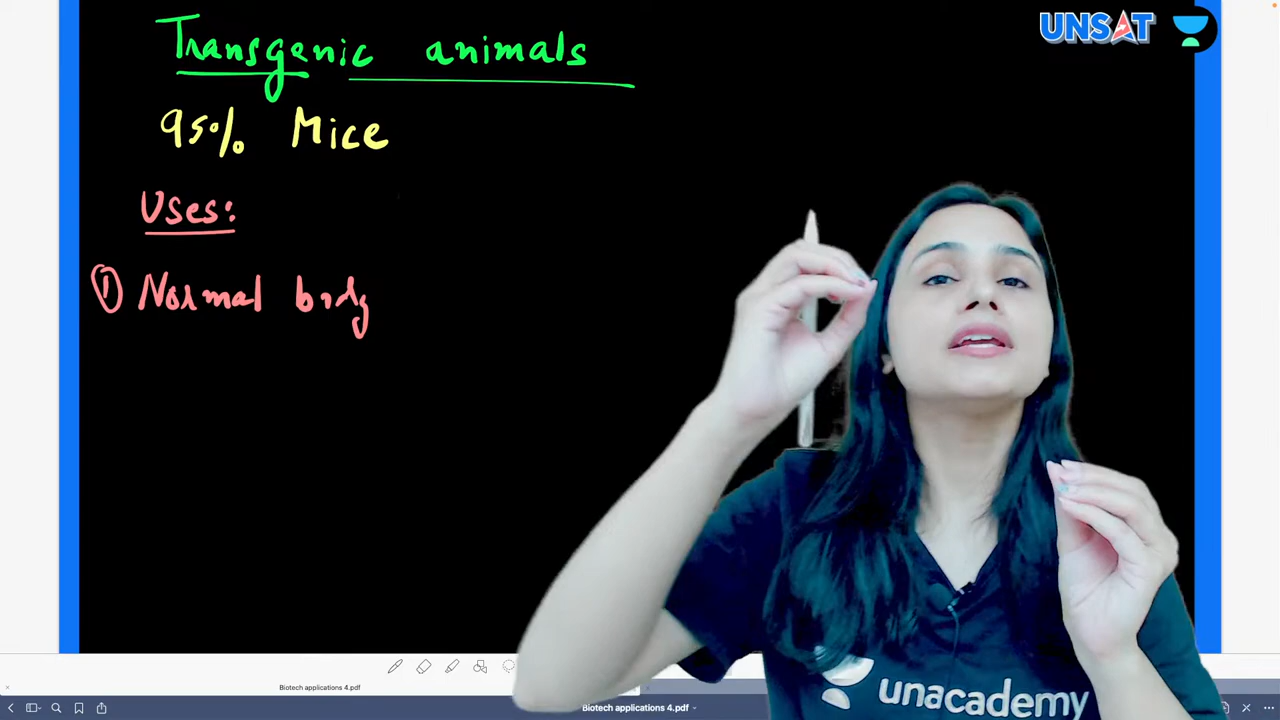 UNSAT
Transgenic animals
95% Mice
Uses:
① Normal body
unacademy
Biotech applications 4.pdf
Biotech applications 4.pdf